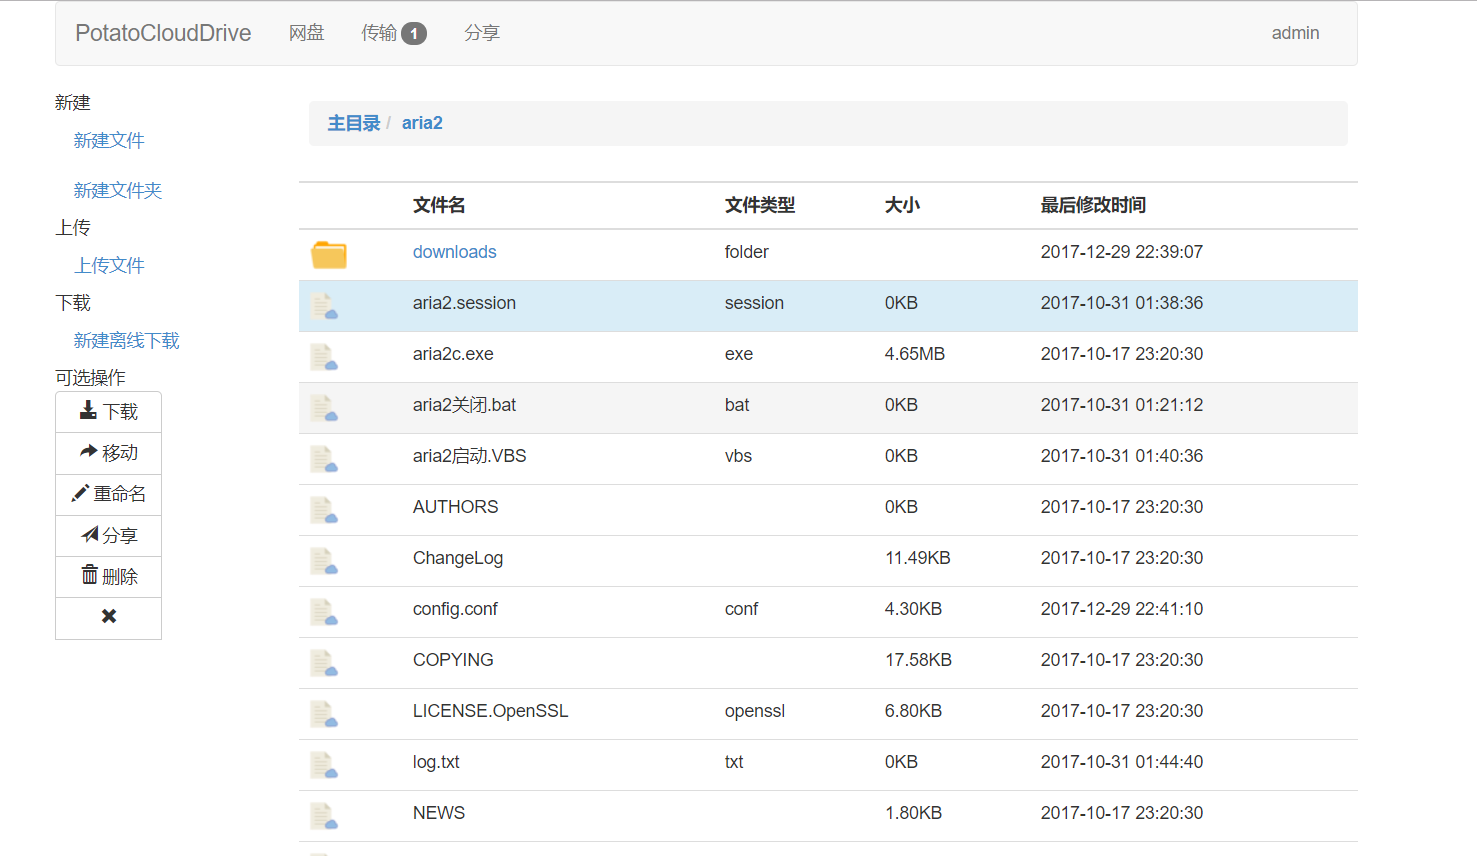 PotatoCloudDrive 网盘 传输 1 分享 admin
新建
新建文件
新建文件夹
上传
上传文件
下载
新建离线下载
可选操作
下载
移动
重命名
分享
删除
主目录 / aria2
文件名 文件类型 大小 最后修改时间
downloads folder 2017-12-29 22:39:07
aria2.session session 0KB 2017-10-31 01:38:36
aria2c.exe exe 4.65MB 2017-10-17 23:20:30
aria2关闭.bat bat 0KB 2017-10-31 01:21:12
aria2启动.VBS vbs 0KB 2017-10-31 01:40:36
AUTHORS 0KB 2017-10-17 23:20:30
ChangeLog 11.49KB 2017-10-17 23:20:30
config.conf conf 4.30KB 2017-12-29 22:41:10
COPYING 17.58KB 2017-10-17 23:20:30
LICENSE.OpenSSL openssl 6.80KB 2017-10-17 23:20:30
log.txt txt 0KB 2017-10-31 01:44:40
NEWS 1.80KB 2017-10-17 23:20:30